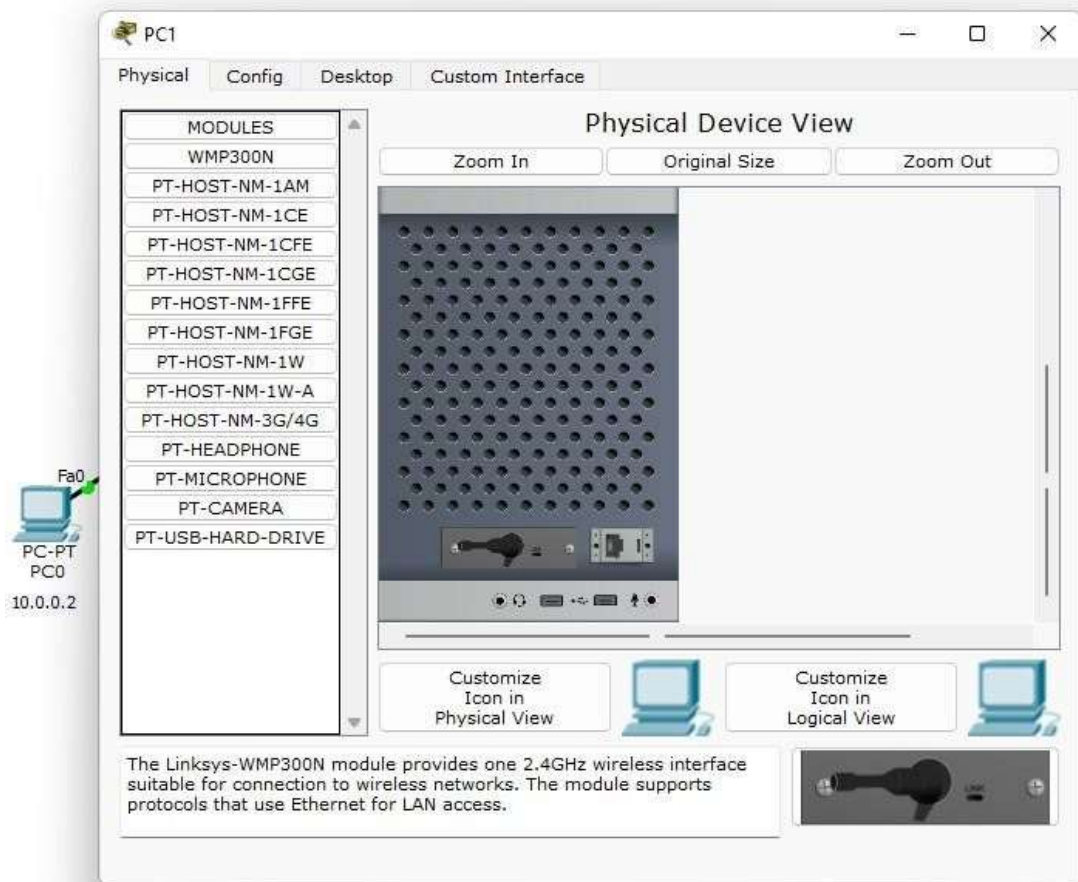 PC1
Physical
Config
Desktop
Custom Interface
MODULES
WMP300N
PT-HOST-NM-1AM
PT-HOST-NM-1CE
PT-HOST-NM-1CFE
PT-HOST-NM-1CGE
PT-HOST-NM-1FFE
PT-HOST-NM-1FGE
PT-HOST-NM-1W
PT-HOST-NM-1W-A
PT-HOST-NM-3G/4G
PT-HEADPHONE
PT-MICROPHONE
PT-CAMERA
PT-USB-HARD-DRIVE
Physical Device View
Zoom In
Original Size
Zoom Out
Fa0
PC-PT
PC0
10.0.0.2
Customize
Icon in
Physical View
Customize
Icon in
Logical View
The Linksys-WMP300N module provides one 2.4GHz wireless interface
suitable for connection to wireless networks. The module supports
protocols that use Ethernet for LAN access.
LINK